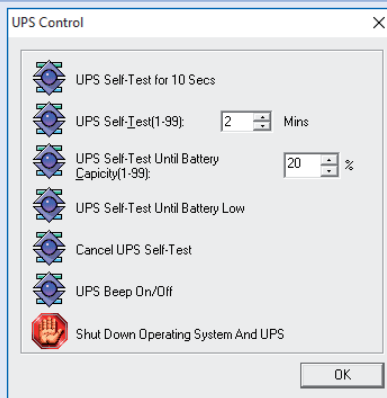 UPS Control
UPS Self-Test for 10 Secs
UPS Self-Test(1-99): 2 Mins
UPS Self-Test Until Battery
Capicity(1-99): 20 %
UPS Self-Test Until Battery Low
Cancel UPS Self-Test
UPS Beep On/Off
Shut Down Operating System And UPS
OK